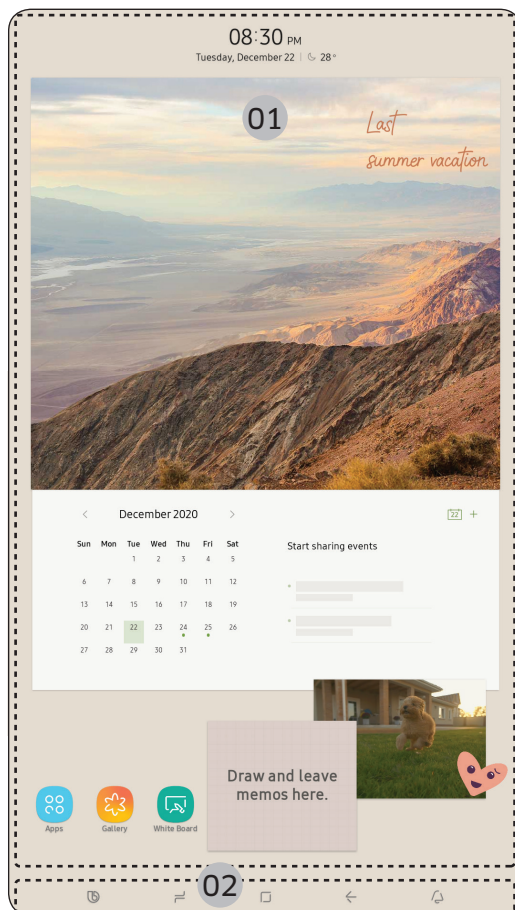 08:30 PM
Tuesday, December 22 | 28°
01
Last
summer vacation
December 2020
22 +
Sun Mon Tue Wed Thu Fri Sat
1 2 3 4 5
6 7 8 9 10 11 12
13 14 15 16 17 18 19
20 21 22 23 24 25 26
27 28 29 30 31
Start sharing events
Draw and leave
memos here.
Apps
Gallery
White Board
02